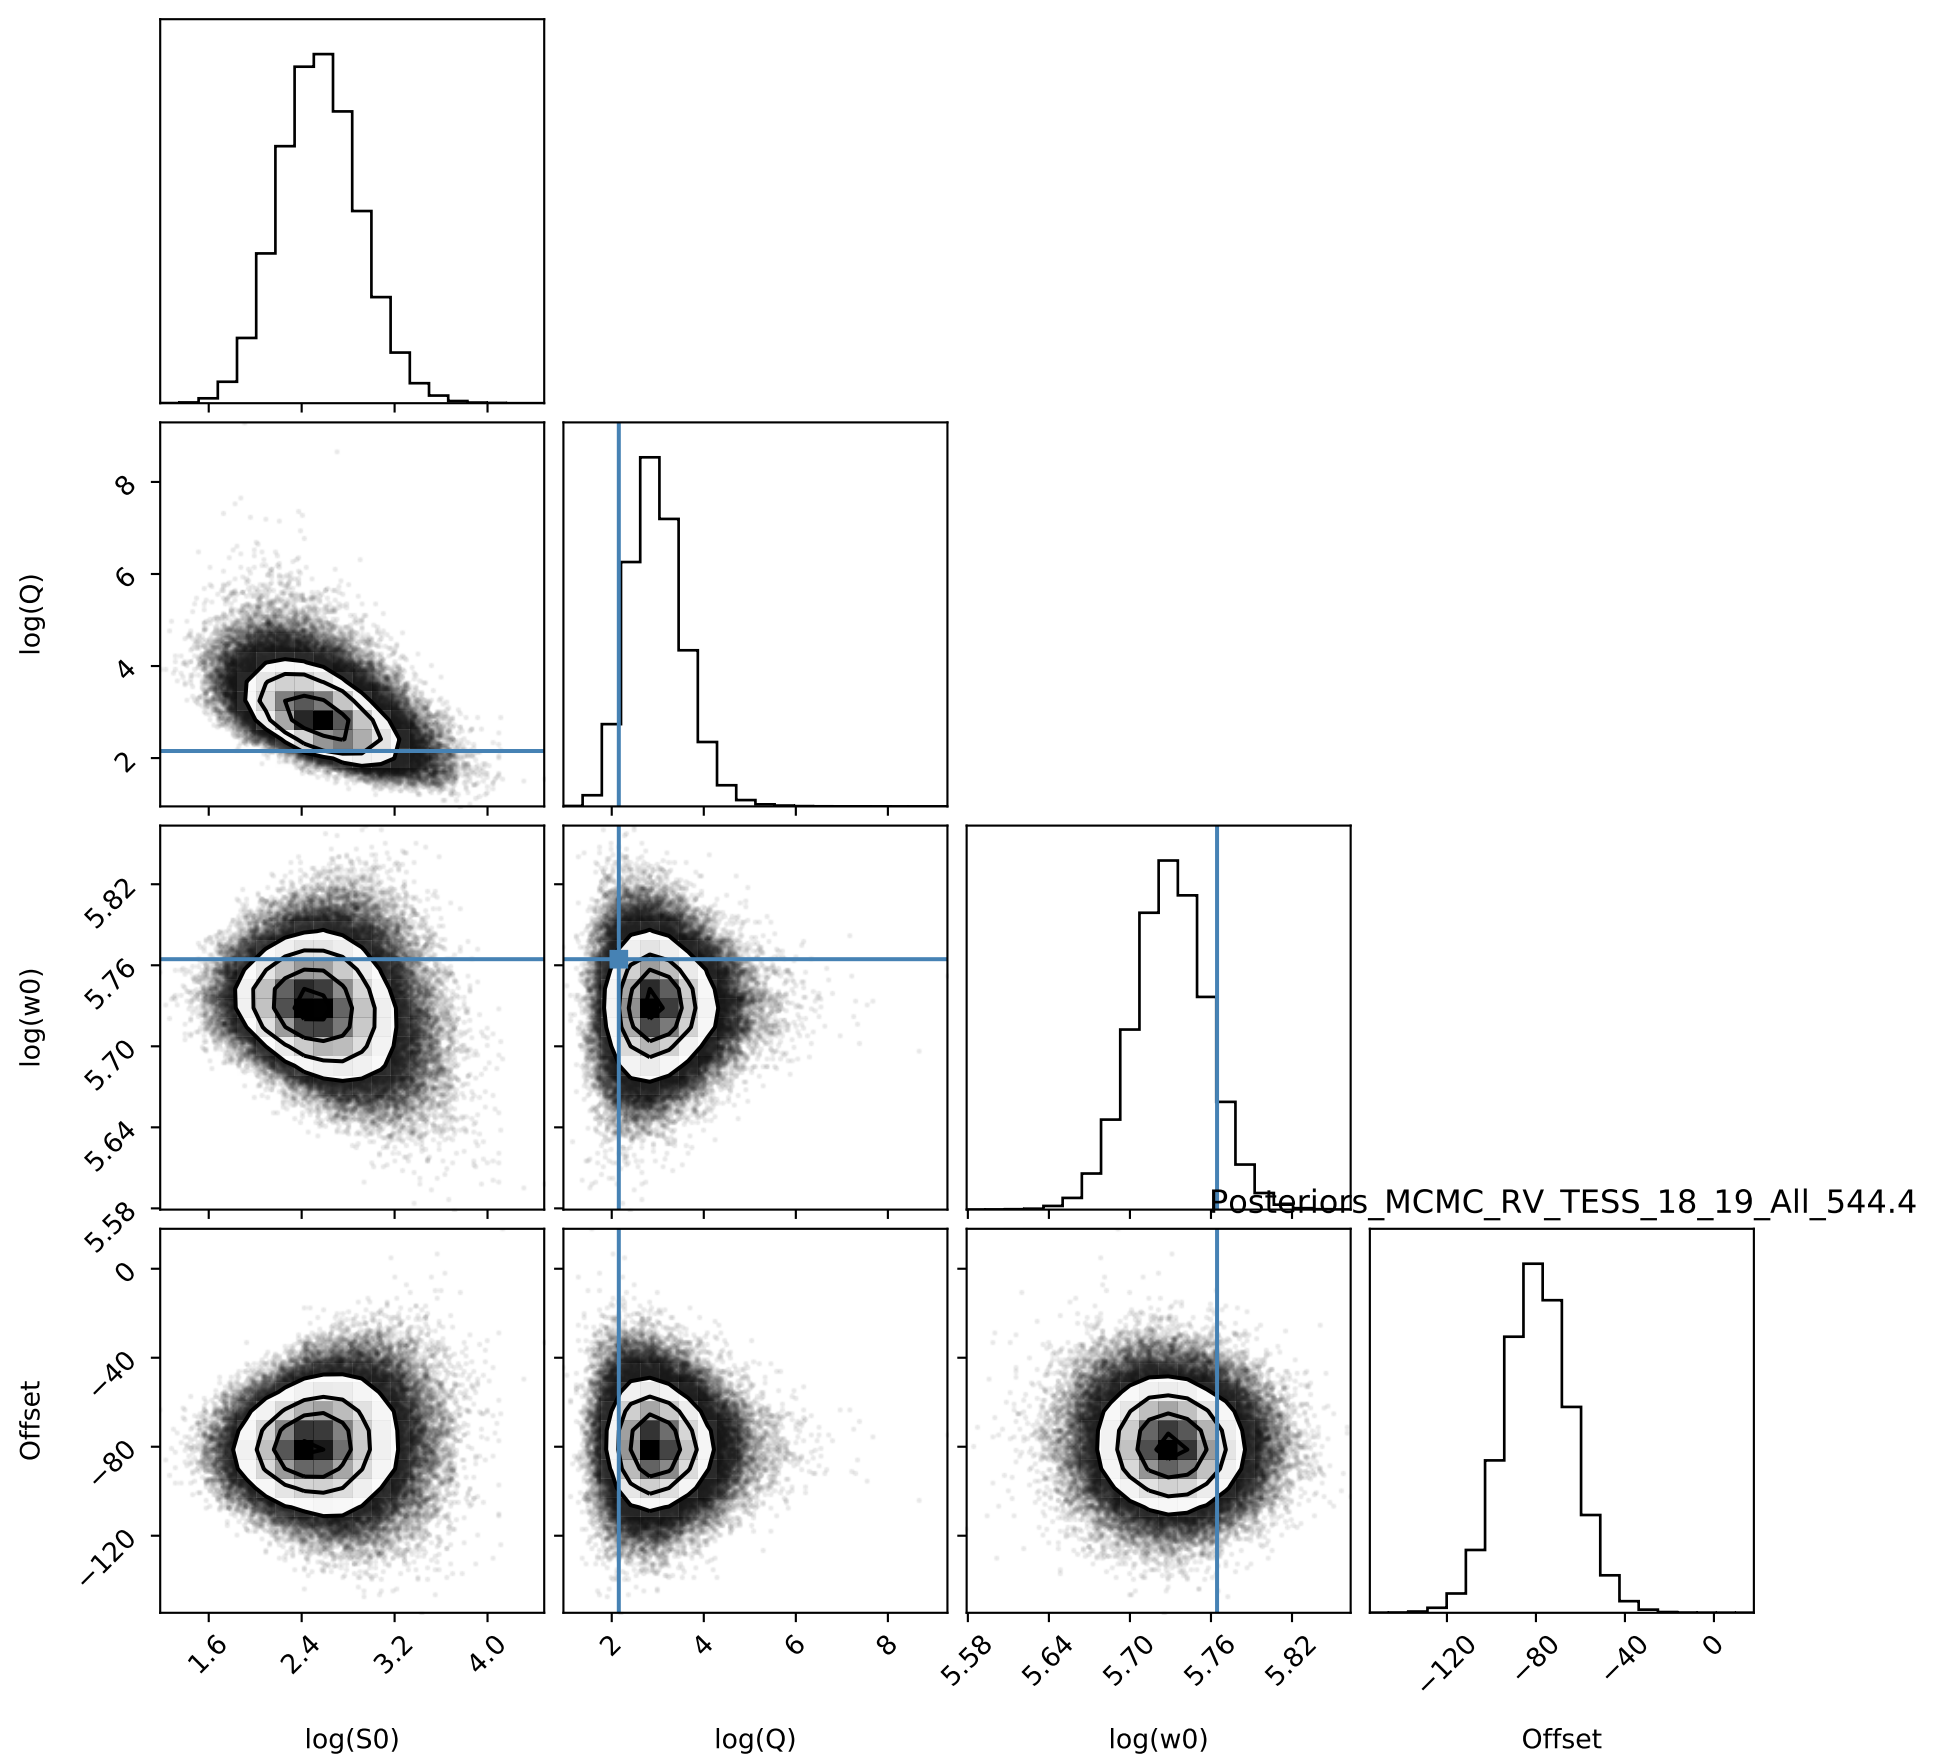 log(Q)
8
6
4
2
log(w0)
5.82
5.76
5.70
5.64
5.58
Posteriors_MCMC_RV_TESS_18_19_All_544.4
Offset
0
−40
−80
−120
1.6 2.4 3.2 4.0 2 4 6 8 5.58 5.64 5.70 5.76 5.82 −120 −80 −40 0
log(S0) log(Q) log(w0) Offset